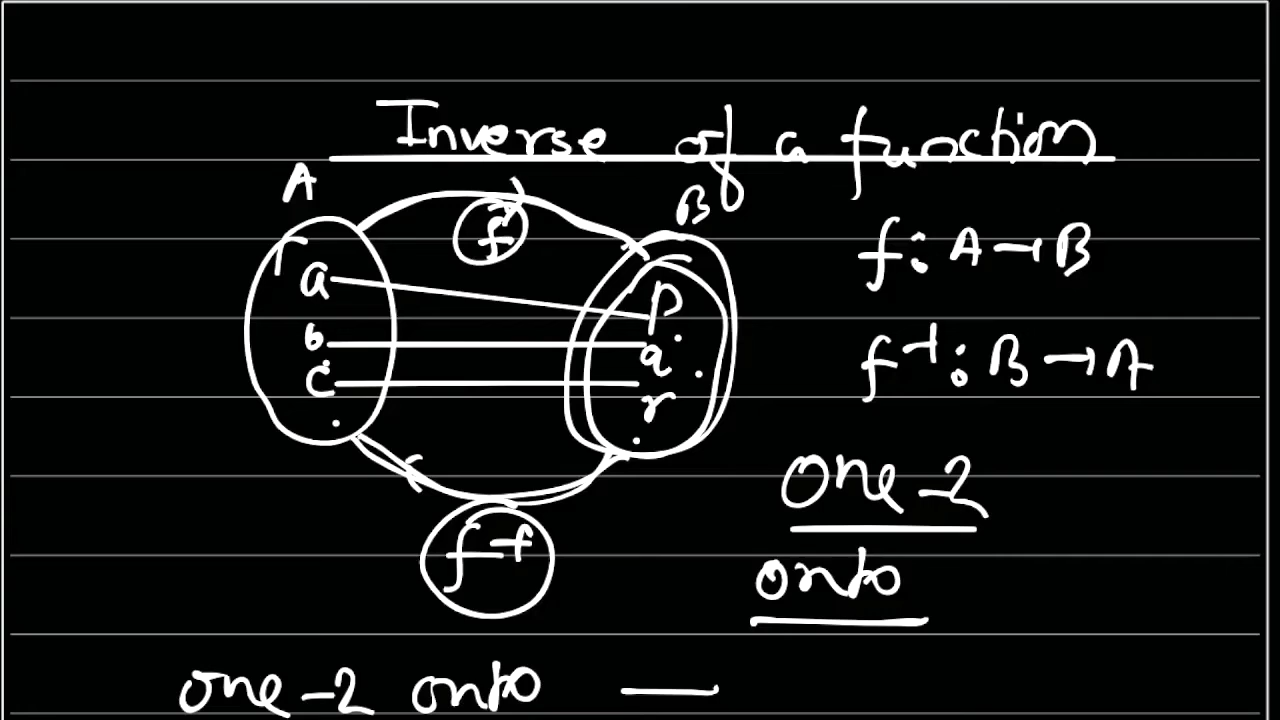 Inverse of a function
A
B
f
f: A → B
a
p
b
q
c
r
f⁻¹: B → A
one-2
onto
f⁻¹
one-2 onto —